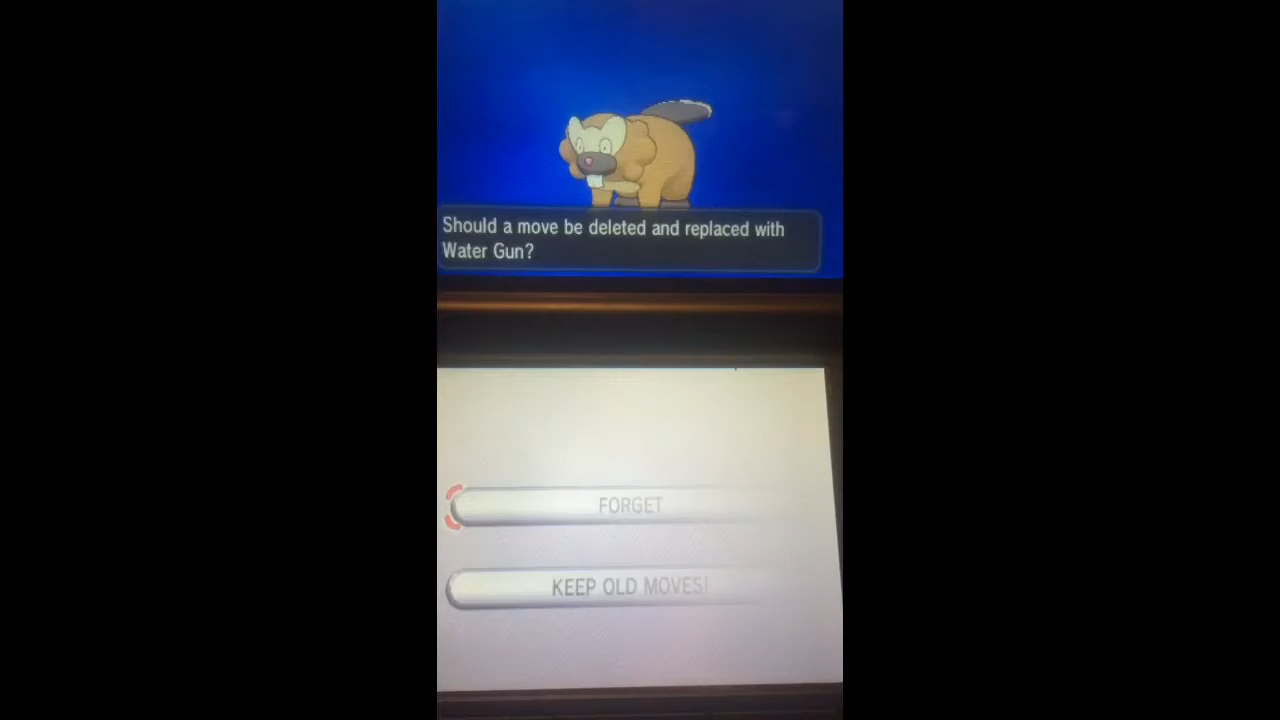 Should a move be deleted and replaced with
Water Gun?
FORGET
KEEP OLD MOVES!